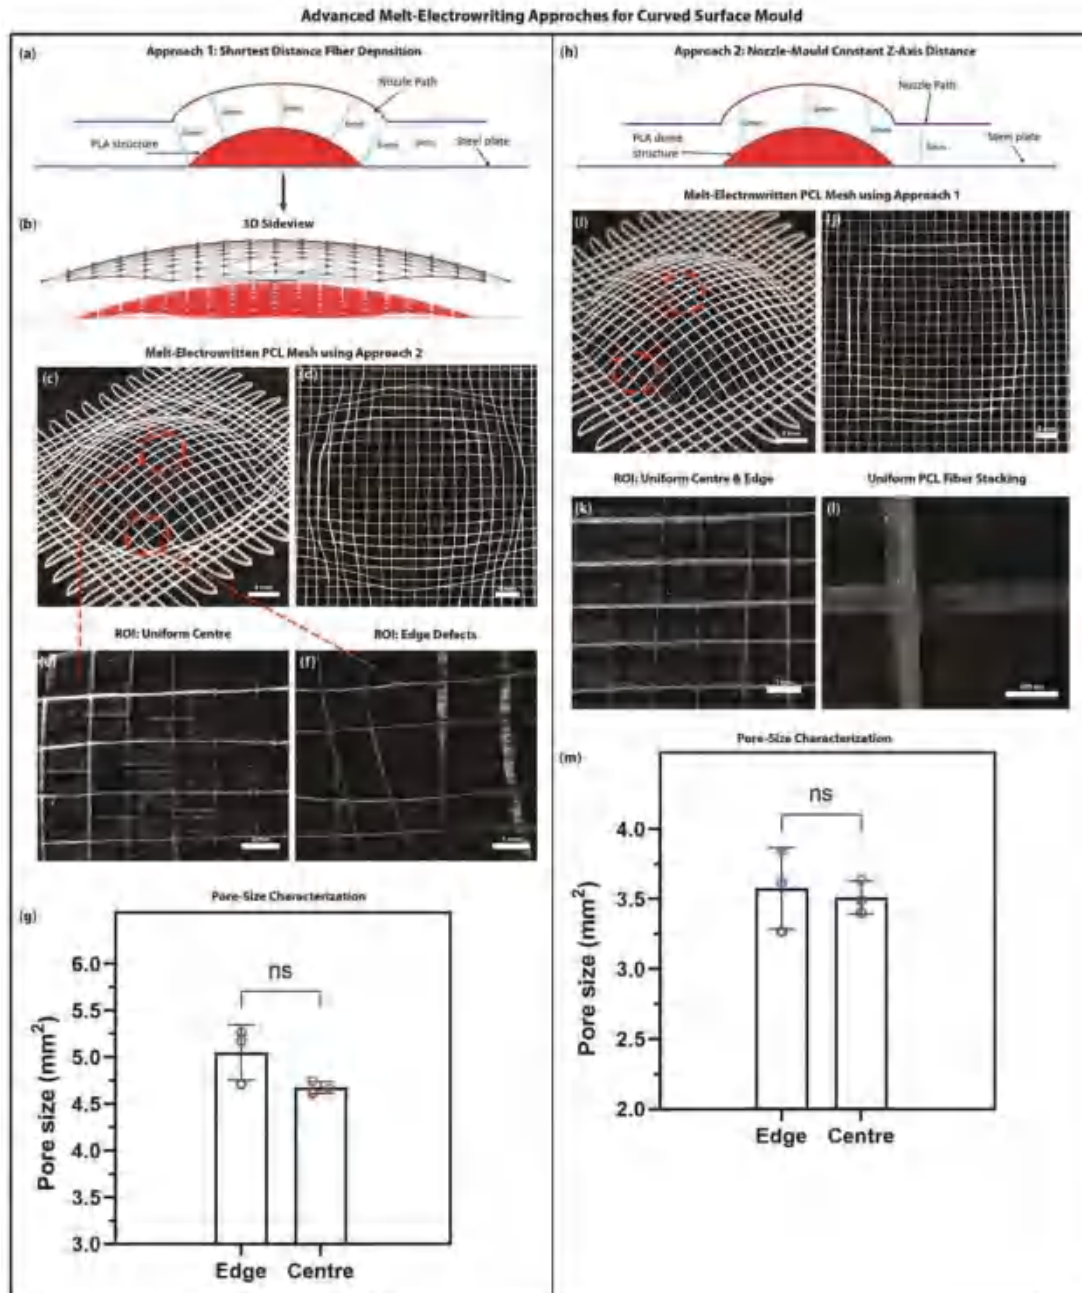 Advanced Melt-Electrowriting Approches for Curved Surface Mould
(a)
Approach 1: Shortest Distance Fiber Deposition
Nozzle Path
PLA structure
Steel plate
(b)
3D Sideview
Melt-Electrowritten PCL Mesh using Approach 2
(c)
(d)
ROI: Uniform Centre
ROI: Edge Defects
(f)
Pore-Size Characterization
(g)
ns
Pore size (mm²)
6.0
5.5
5.0
4.5
4.0
3.5
3.0
Edge
Centre
(h)
Approach 2: Nozzle-Mould Constant Z-Axis Distance
Nozzle Path
PLA dome
structure
Steel plate
Melt-Electrowritten PCL Mesh using Approach 1
(i)
(j)
ROI: Uniform Centre & Edge
Uniform PCL Fiber Stacking
(k)
(l)
Pore-Size Characterization
(m)
ns
Pore size (mm²)
4.0
3.5
3.0
2.5
2.0
Edge
Centre